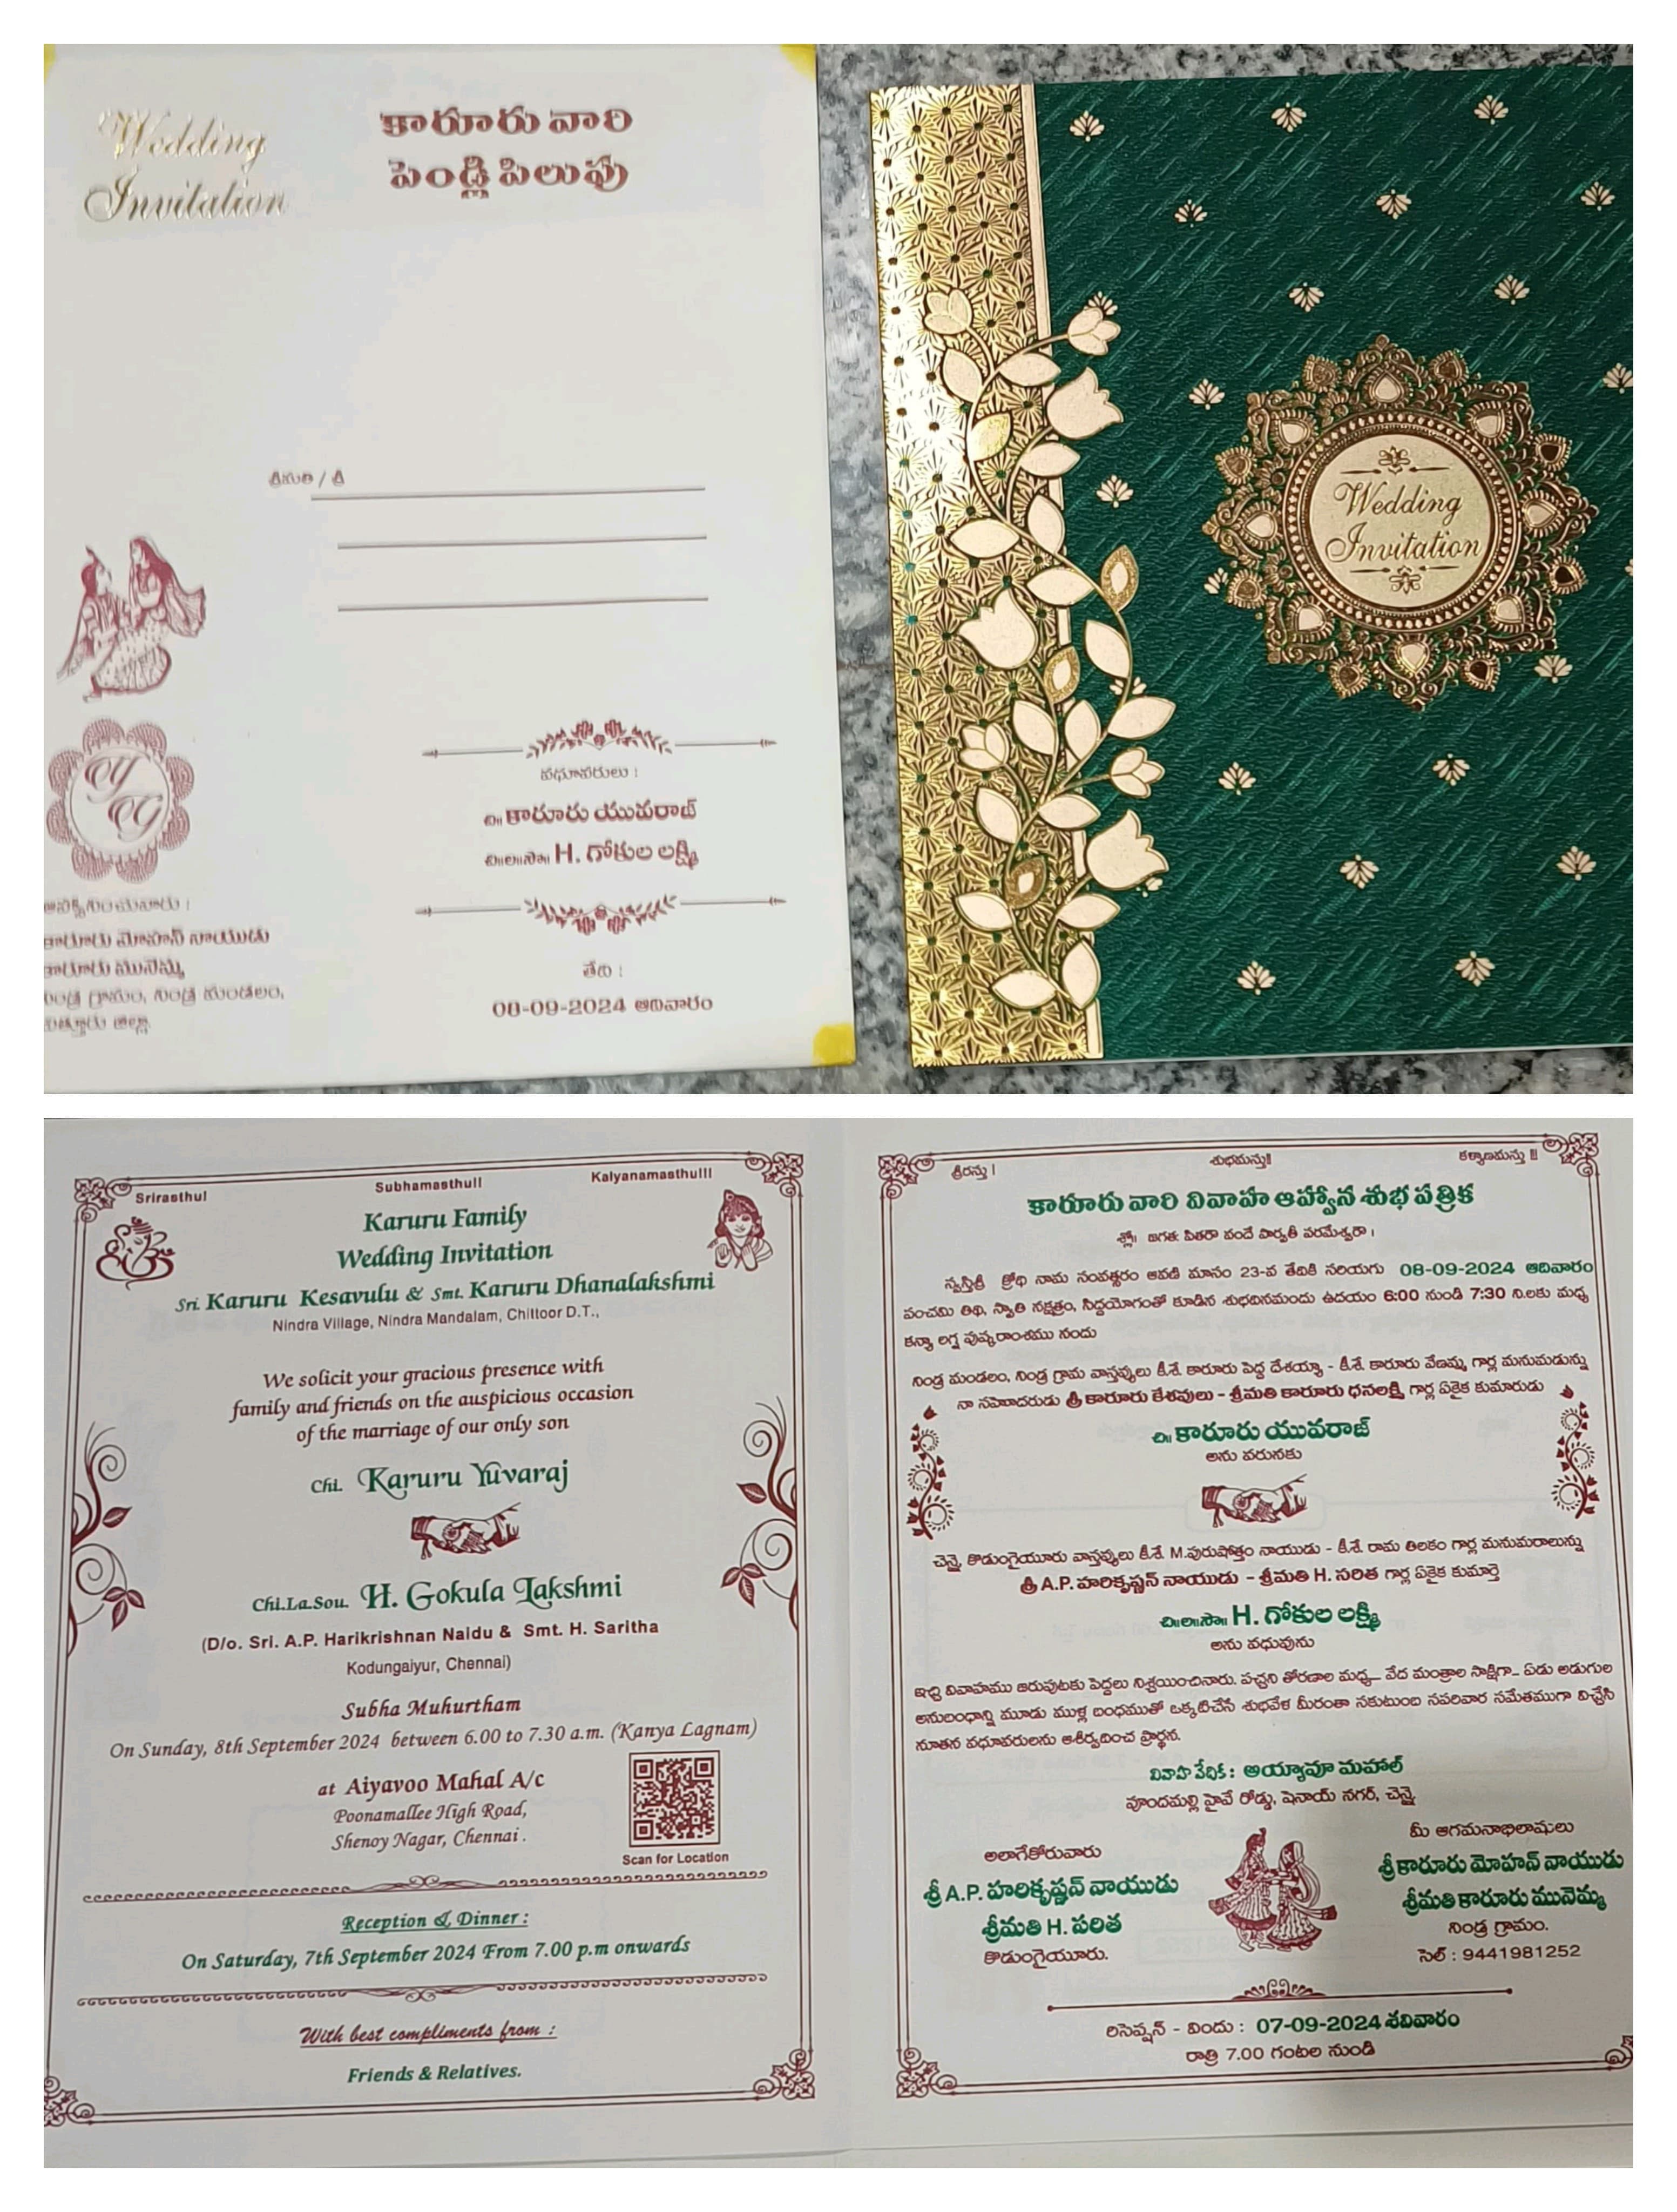 Wedding
Invitation
కారూరు వారి
పెండ్లి పిలుపు
శ్రీమతి / శ్రీ
Y G
వధూవరులు :
చి॥ కారూరు యువరాజ్
చి॥ల॥సౌ॥ H. గోకుల లక్ష్మి
ఆహ్వానించువారు :
కారూరు మోహన్ నాయుడు
కారూరు మునెమ్మ
నిండ్ర గ్రామం, నిండ్ర మండలం,
చిత్తూరు జిల్లా.
తేది :
08-09-2024 ఆదివారం
Wedding
Invitation
Srirasthu! Subhamasthu!! Kalyanamasthu!!!
Karuru Family
Wedding Invitation
Sri. Karuru Kesavulu & Smt. Karuru Dhanalakshmi
Nindra Village, Nindra Mandalam, Chittoor D.T.,
We solicit your gracious presence with
family and friends on the auspicious occasion
of the marriage of our only son
Chi. Karuru Yuvaraj
Chi.La.Sou. H. Gokula Lakshmi
(D/o. Sri. A.P. Harikrishnan Naidu & Smt. H. Saritha
Kodungaiyur, Chennai)
Subha Muhurtham
On Sunday, 8th September 2024 between 6.00 to 7.30 a.m. (Kanya Lagnam)
at Aiyavoo Mahal A/c
Poonamallee High Road,
Shenoy Nagar, Chennai.
Scan for Location
Reception & Dinner :
On Saturday, 7th September 2024 From 7.00 p.m onwards
With best compliments from :
Friends & Relatives.
శ్రీరస్తు ! శుభమస్తు!! కళ్యాణమస్తు !!!
కారూరు వారి వివాహ ఆహ్వాన శుభ పత్రిక
శ్లో॥ జగతః పితరౌ వందే పార్వతీ పరమేశ్వరౌ ।
స్వస్తిశ్రీ క్రోధి నామ సంవత్సరం ఆవణి మాసం 23-వ తేదికి సరియగు 08-09-2024 ఆదివారం
పంచమి తిథి, స్వాతి నక్షత్రం, సిద్ధయోగంతో కూడిన శుభదినమందు ఉదయం 6:00 నుండి 7:30 ని.లకు మధ్య
కన్యా లగ్న పుష్కరాంశము నందు
నిండ్ర మండలం, నిండ్ర గ్రామ వాస్తవ్యులు కీ.శే. కారూరు పెద్ద దేశయ్యా - కీ.శే. కారూరు వేణమ్మ గార్ల మనుమడున్ను
నా సహోదరుడు శ్రీ కారూరు కేశవులు - శ్రీమతి కారూరు ధనలక్ష్మి గార్ల ఏకైక కుమారుడు
చి॥ కారూరు యువరాజ్
అను వరునకు
చెన్నై, కొడుంగైయూరు వాస్తవ్యులు కీ.శే. M.పురుషోత్తం నాయుడు - కీ.శే. రామ తిలకం గార్ల మనుమరాలున్ను
శ్రీ A.P. హరికృష్ణన్ నాయుడు - శ్రీమతి H. సరిత గార్ల ఏకైక కుమార్తె
చి॥ల॥సౌ॥ H. గోకుల లక్ష్మి
అను వధువును
ఇచ్చి వివాహము జరుపుటకు పెద్దలు నిశ్చయించినారు. పచ్చని తోరణాల మధ్య... వేద మంత్రాల సాక్షిగా... ఏడు అడుగుల
అనుబంధాన్ని మూడు ముళ్ల బంధముతో ఒక్కటిచేసే శుభవేళ మీరంతా సకుటుంబ సపరివార సమేతముగా విచ్చేసి
నూతన వధూవరులను ఆశీర్వదించ ప్రార్థన.
వివాహ వేదిక : అయ్యావూ మహాల్
పూందమల్లి హైవే రోడ్డు, షెనాయ్ నగర్, చెన్నై.
అలాగేకోరువారు
శ్రీ A.P. హరికృష్ణన్ నాయుడు
శ్రీమతి H. సరిత
కొడుంగైయూరు.
మీ ఆగమనాభిలాషులు
శ్రీ కారూరు మోహన్ నాయుడు
శ్రీమతి కారూరు మునెమ్మ
నిండ్ర గ్రామం.
సెల్ : 9441981252
రిసెప్షన్ - విందు : 07-09-2024 శనివారం
రాత్రి 7.00 గంటల నుండి